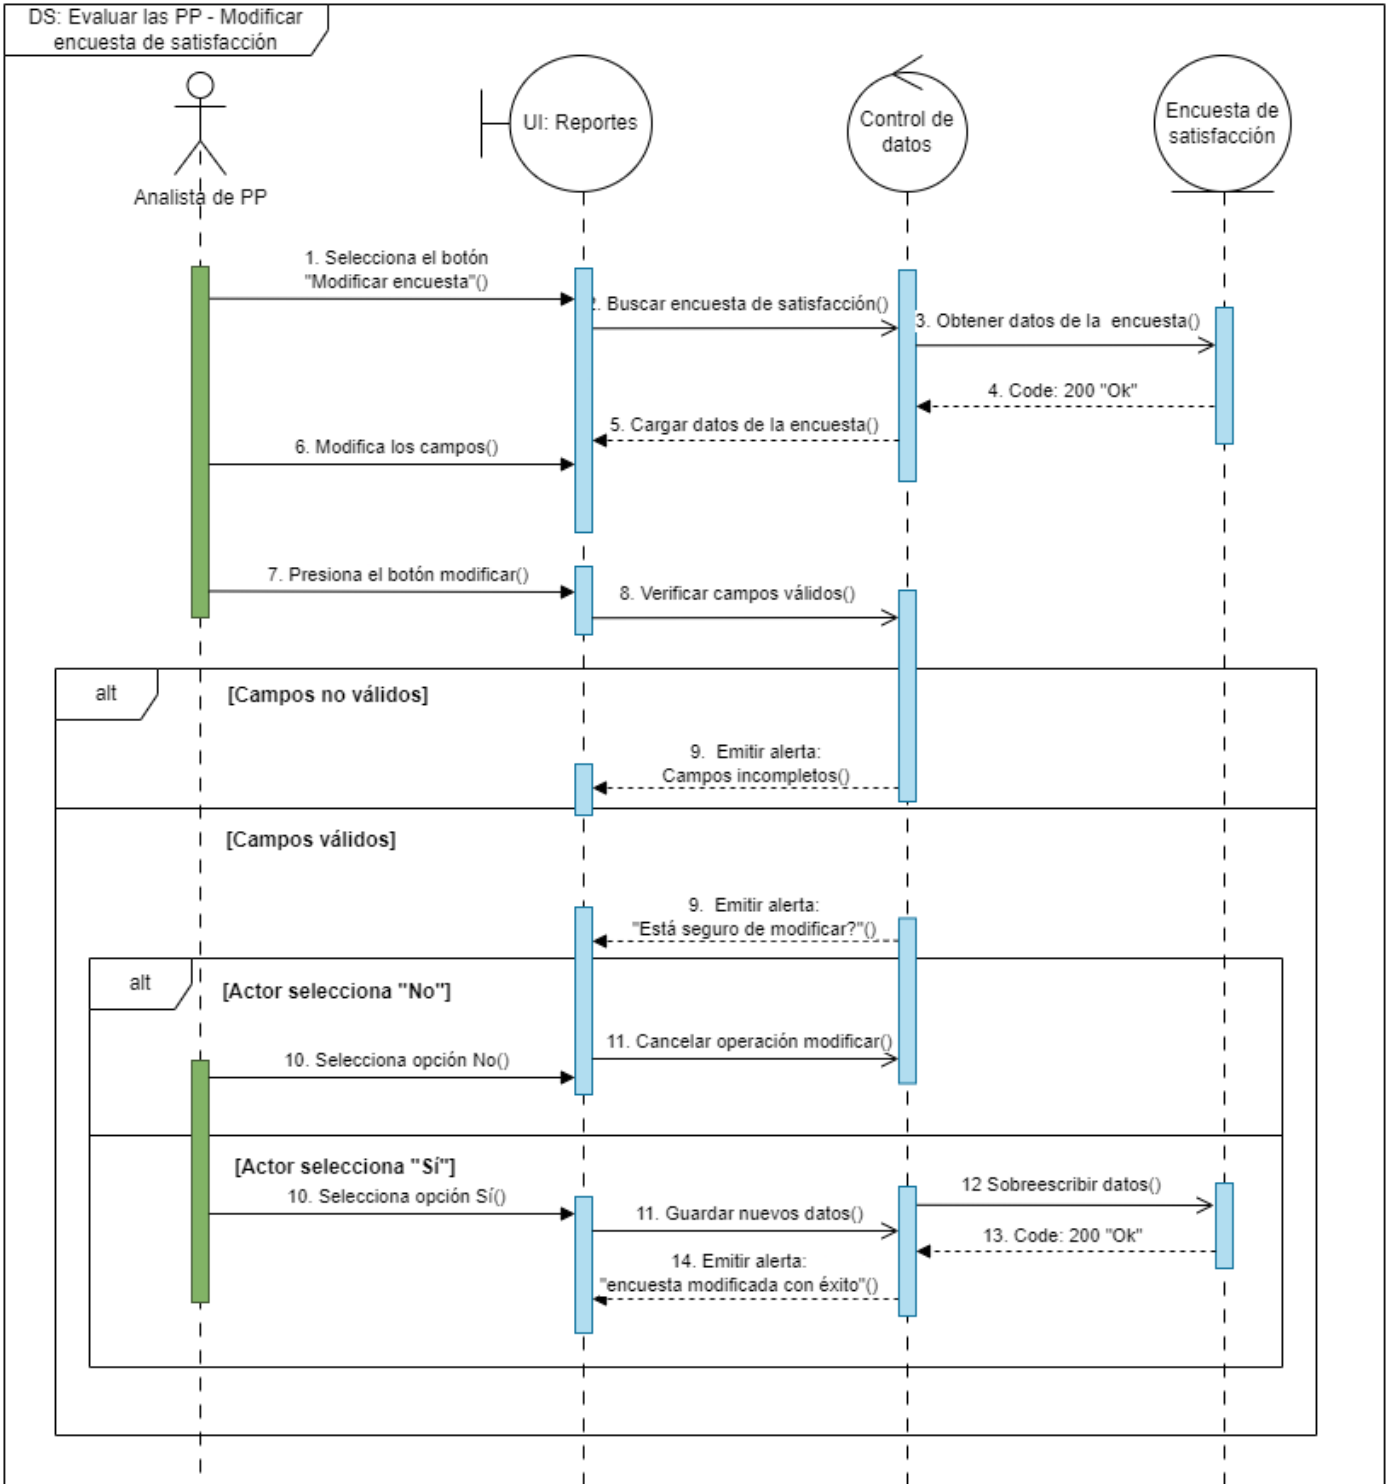 DS: Evaluar las PP - Modificar
encuesta de satisfacción
UI: Reportes
Control de
datos
Encuesta de
satisfacción
Analista de PP
1. Selecciona el botón
"Modificar encuesta"()
2. Buscar encuesta de satisfacción()
3. Obtener datos de la encuesta()
4. Code: 200 "Ok"
5. Cargar datos de la encuesta()
6. Modifica los campos()
7. Presiona el botón modificar()
8. Verificar campos válidos()
alt
[Campos no válidos]
9. Emitir alerta:
Campos incompletos()
[Campos válidos]
9. Emitir alerta:
"Está seguro de modificar?"()
alt
[Actor selecciona "No"]
11. Cancelar operación modificar()
10. Selecciona opción No()
[Actor selecciona "Sí"]
10. Selecciona opción Sí()
12 Sobreescribir datos()
11. Guardar nuevos datos()
13. Code: 200 "Ok"
14. Emitir alerta:
"encuesta modificada con éxito"()